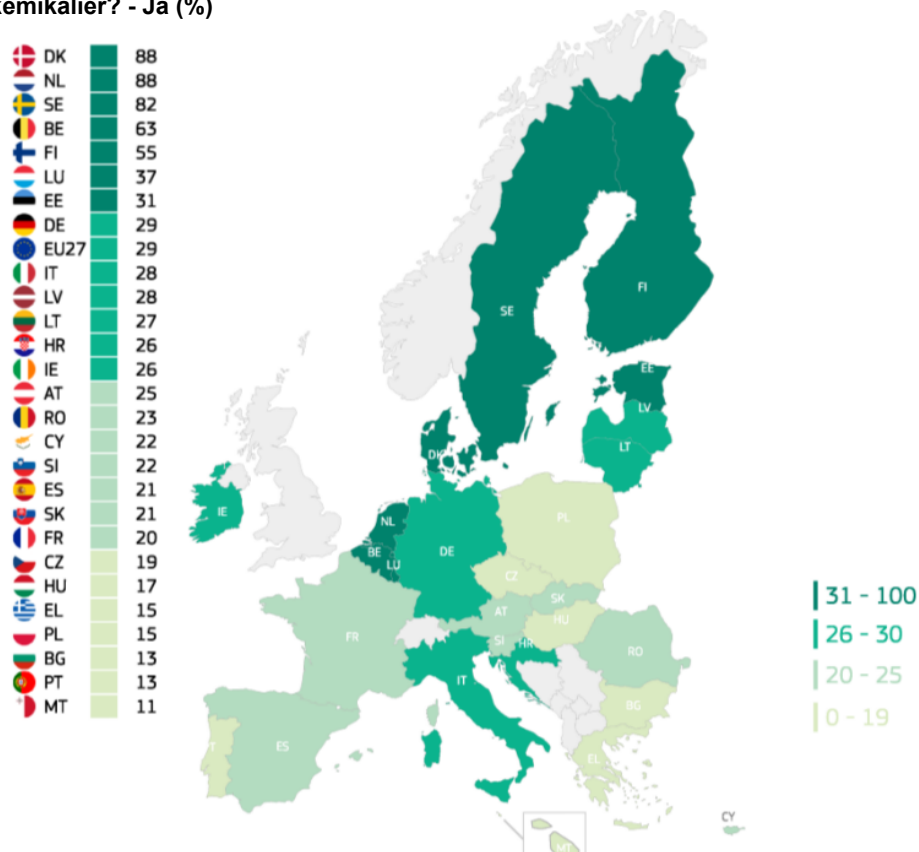 kemikalier? - Ja (%)
DK 88
NL 88
SE 82
BE 63
FI 55
LU 37
EE 31
DE 29
EU27 29
IT 28
LV 28
LT 27
HR 26
IE 26
AT 25
RO 23
CY 22
SI 22
ES 21
SK 21
FR 20
CZ 19
HU 17
EL 15
PL 15
BG 13
PT 13
MT 11
FI
SE
EE
LV
LT
DK
IE
NL
PL
DE
BE
LU
CZ
SK
AT
HU
FR
SI
HR
RO
IT
BG
T
ES
EL
CY
MT
31 - 100
26 - 30
20 - 25
0 - 19